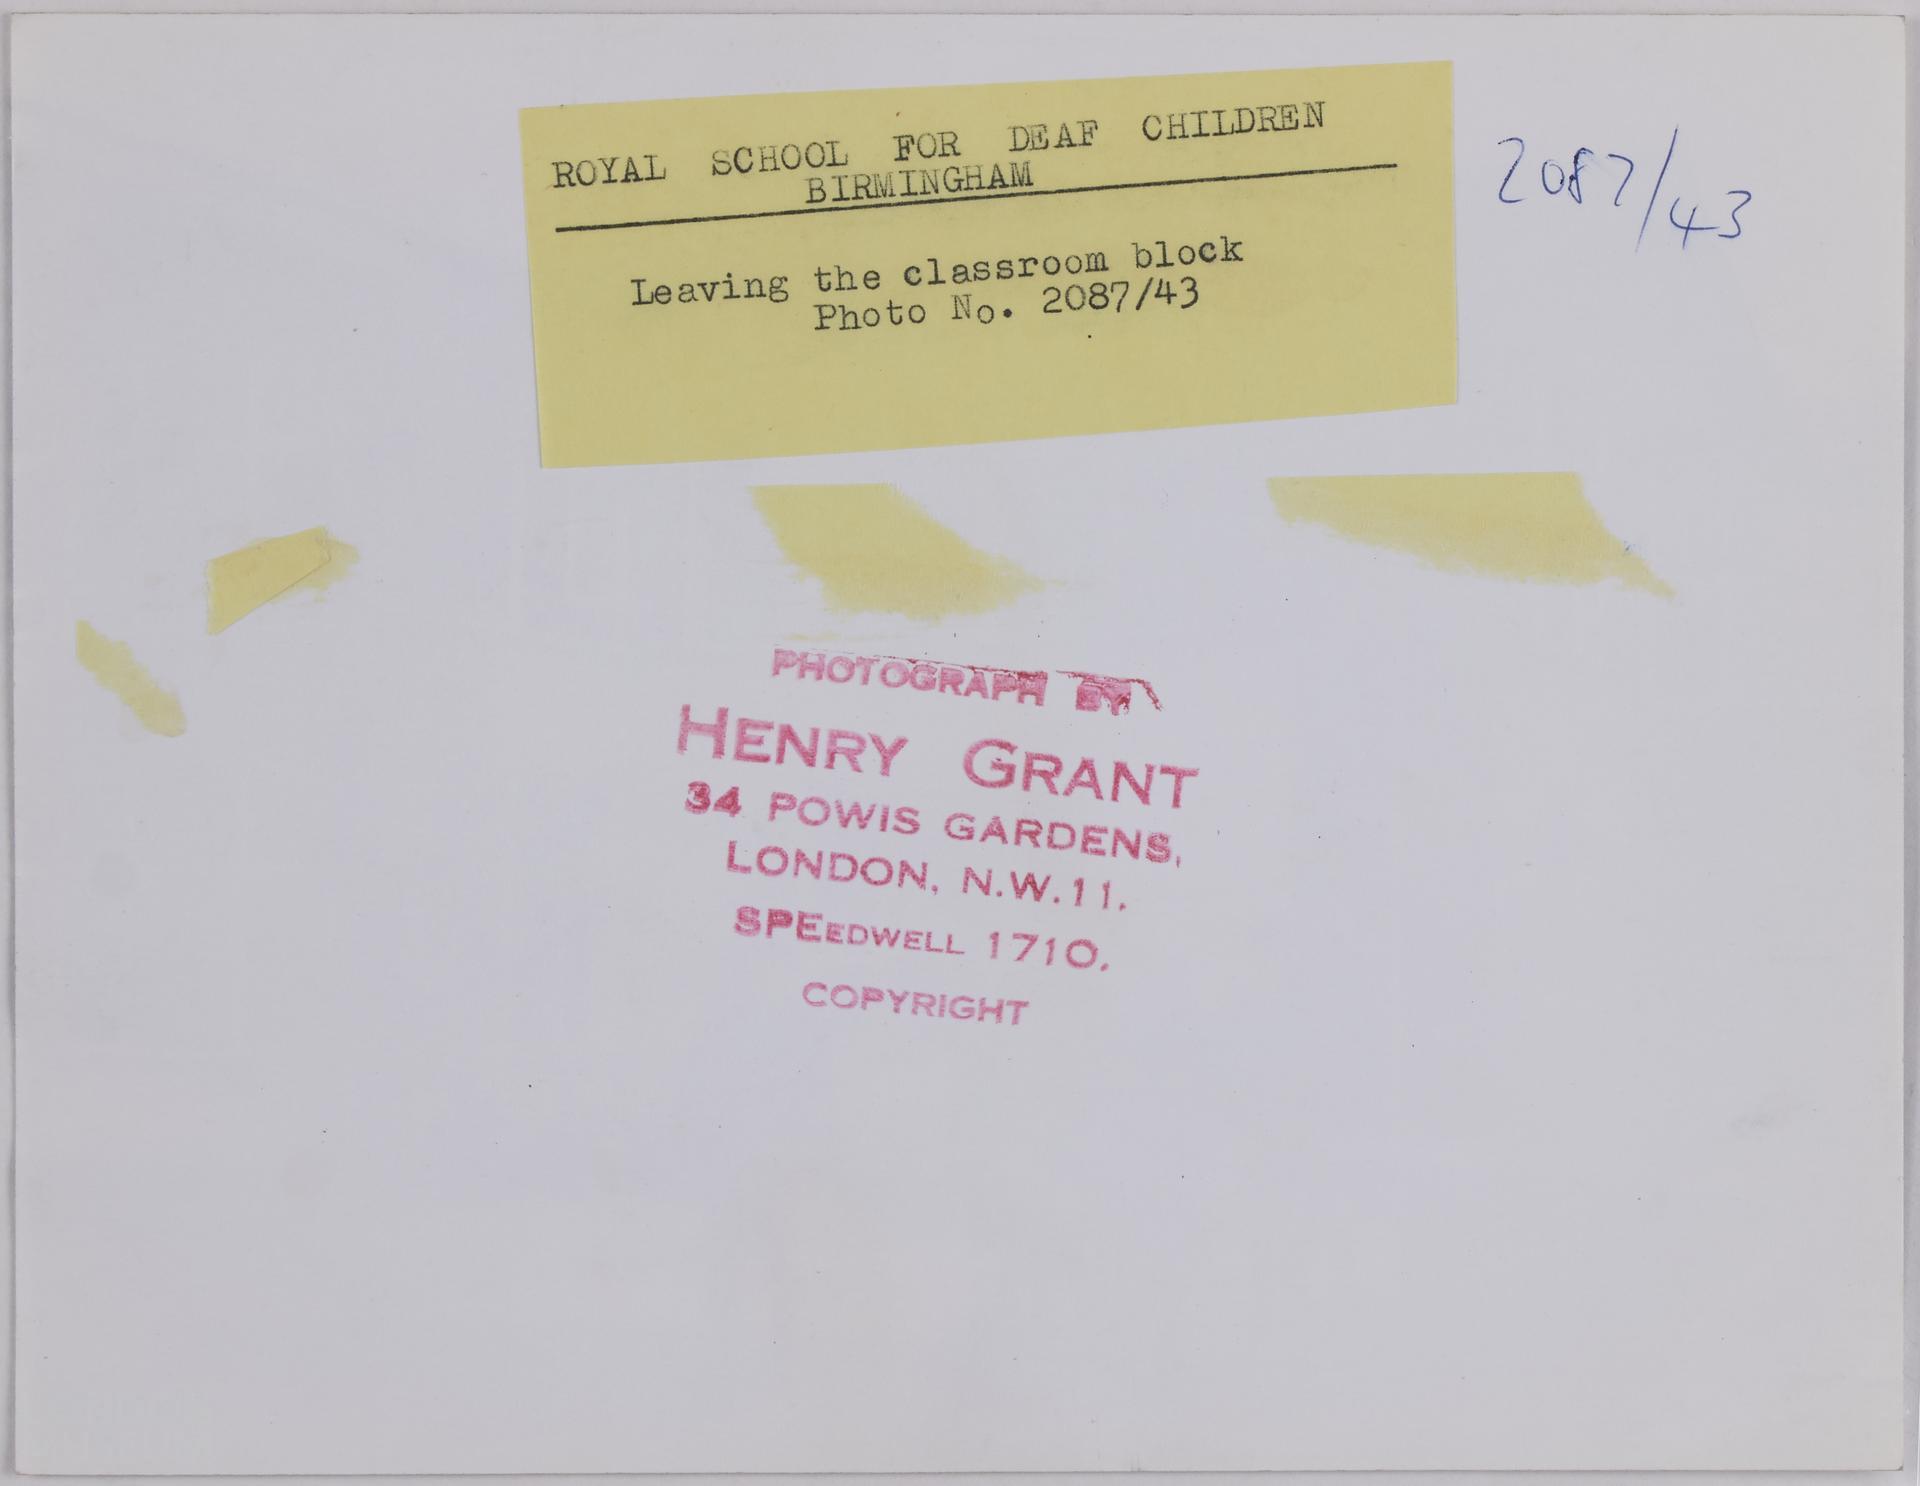 ROYAL SCHOOL FOR DEAF CHILDREN
BIRMINGHAM
Leaving the classroom block
Photo No. 2087/43
2087/43
PHOTOGRAPH BY
HENRY GRANT
34 POWIS GARDENS,
LONDON, N.W.11.
SPEEDWELL 1710.
COPYRIGHT